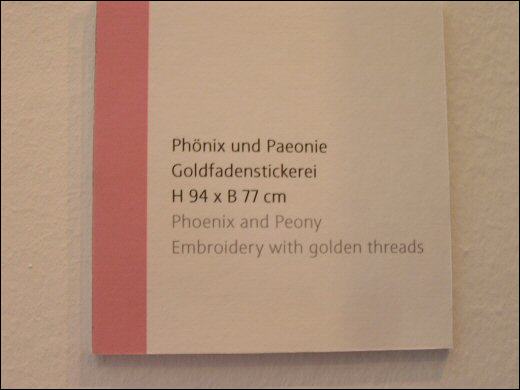 Phönix und Paeonie
Goldfadenstickerei
H 94 x B 77 cm
Phoenix and Peony
Embroidery with golden threads